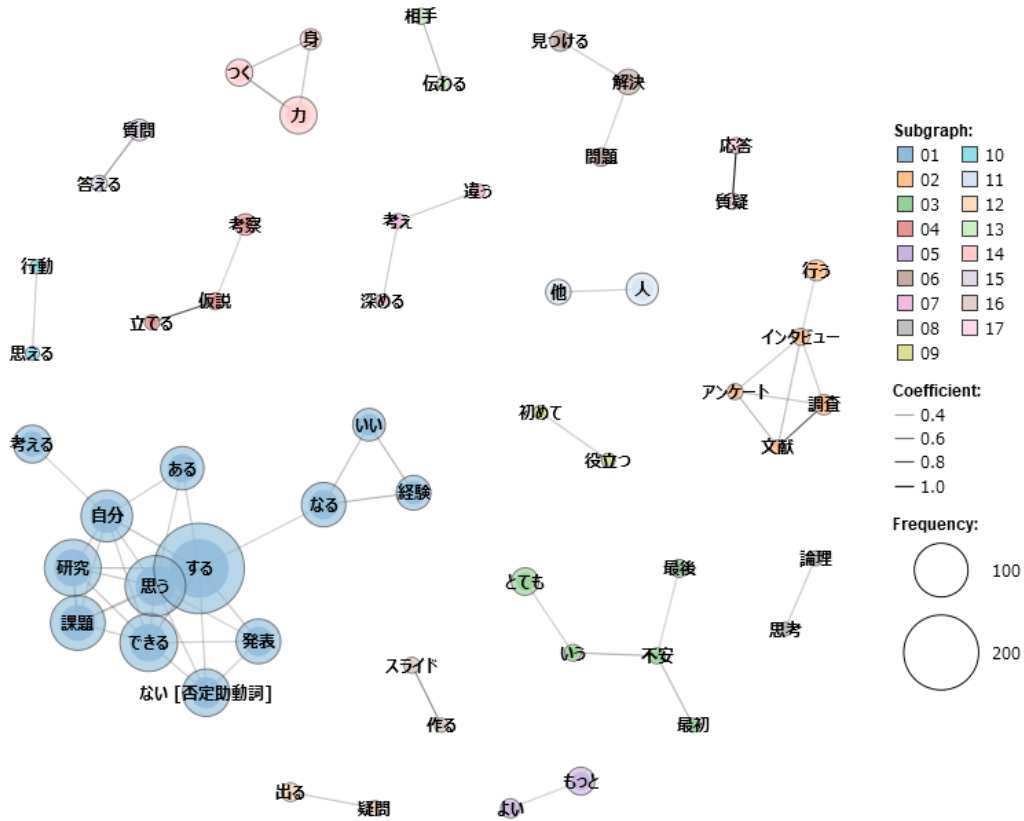 相手
身
見つける
つく
伝わる
解決
力
質問
応答
問題
答える
違う
質疑
考え
考察
行動
行う
他
人
仮説
深める
立てる
インタビュー
思える
アンケート
調査
初めて
いい
考える
文献
役立つ
ある
経験
なる
自分
する
研究
思う
最後
論理
とても
課題
思考
できる
発表
いう
不安
スライド
ない [否定助動詞]
作る
最初
もっと
出る
疑問
よい
Subgraph:
01 10
02 11
03 12
04 13
05 14
06 15
07 16
08 17
09
Coefficient:
0.4
0.6
0.8
1.0
Frequency:
100
200